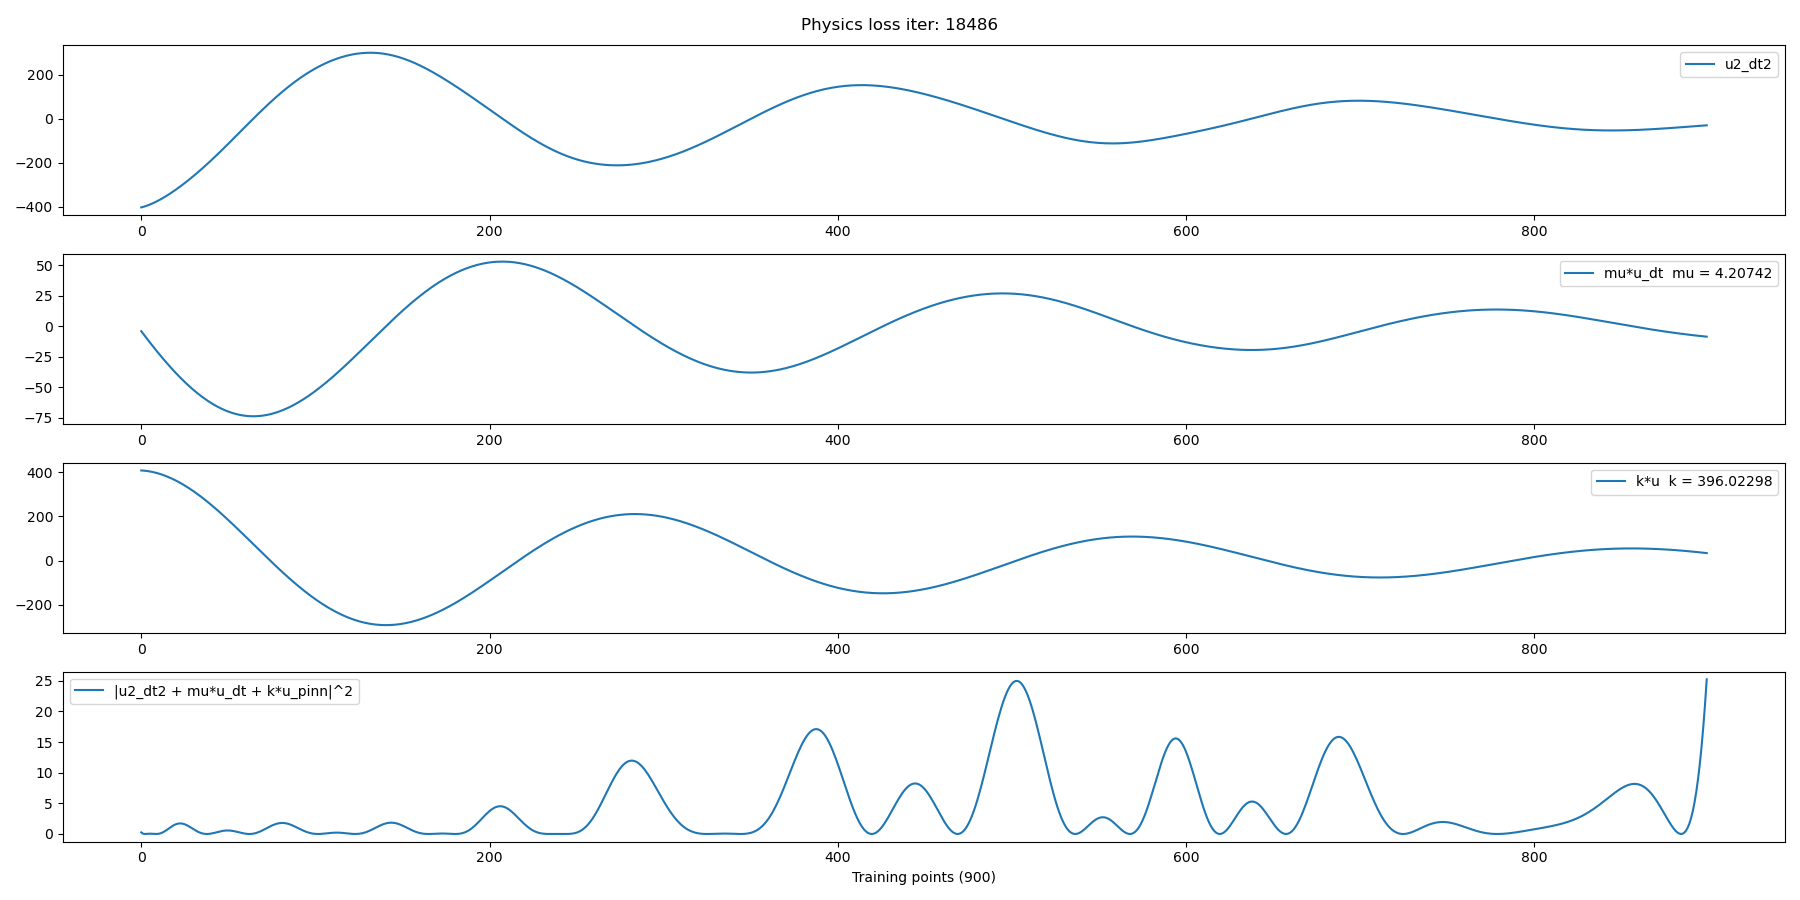 Physics loss iter: 18486
u2_dt2
200
0
−200
−400
0 200 400 600 800
mu*u_dt mu = 4.20742
50
25
0
−25
−50
−75
0 200 400 600 800
k*u k = 396.02298
400
200
0
−200
0 200 400 600 800
|u2_dt2 + mu*u_dt + k*u_pinn|^2
25
20
15
10
5
0
0 200 400 600 800
Training points (900)